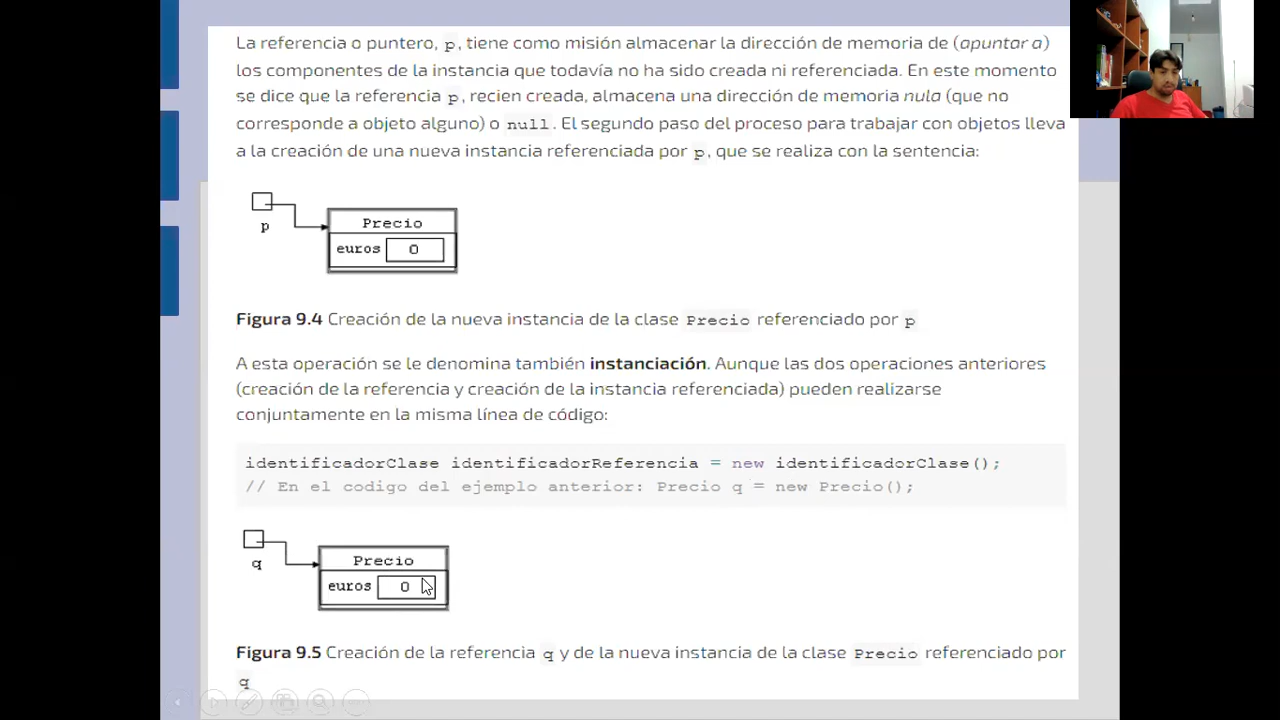 La referencia o puntero, p, tiene como misión almacenar la dirección de memoria de (apuntar a)
los componentes de la instancia que todavía no ha sido creada ni referenciada. En este momento
se dice que la referencia p, recien creada, almacena una dirección de memoria nula (que no
corresponde a objeto alguno) o null. El segundo paso del proceso para trabajar con objetos lleva
a la creación de una nueva instancia referenciada por p, que se realiza con la sentencia:
Precio
p
euros 0
Figura 9.4 Creación de la nueva instancia de la clase Precio referenciado por p
A esta operación se le denomina también instanciación. Aunque las dos operaciones anteriores
(creación de la referencia y creación de la instancia referenciada) pueden realizarse
conjuntamente en la misma línea de código:
identificadorClase identificadorReferencia = new identificadorClase();
// En el codigo del ejemplo anterior: Precio q = new Precio();
Precio
q
euros 0
Figura 9.5 Creación de la referencia q y de la nueva instancia de la clase Precio referenciado por
q